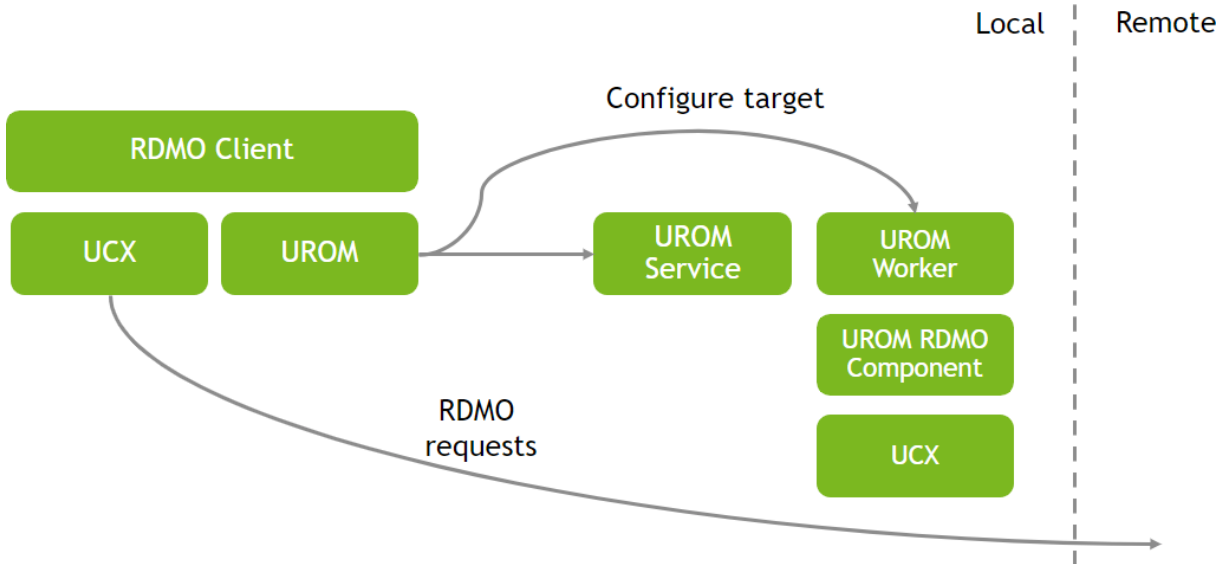 Local
Remote
Configure target
RDMO Client
UCX
UROM
UROM
Service
UROM
Worker
UROM RDMO
Component
RDMO
requests
UCX